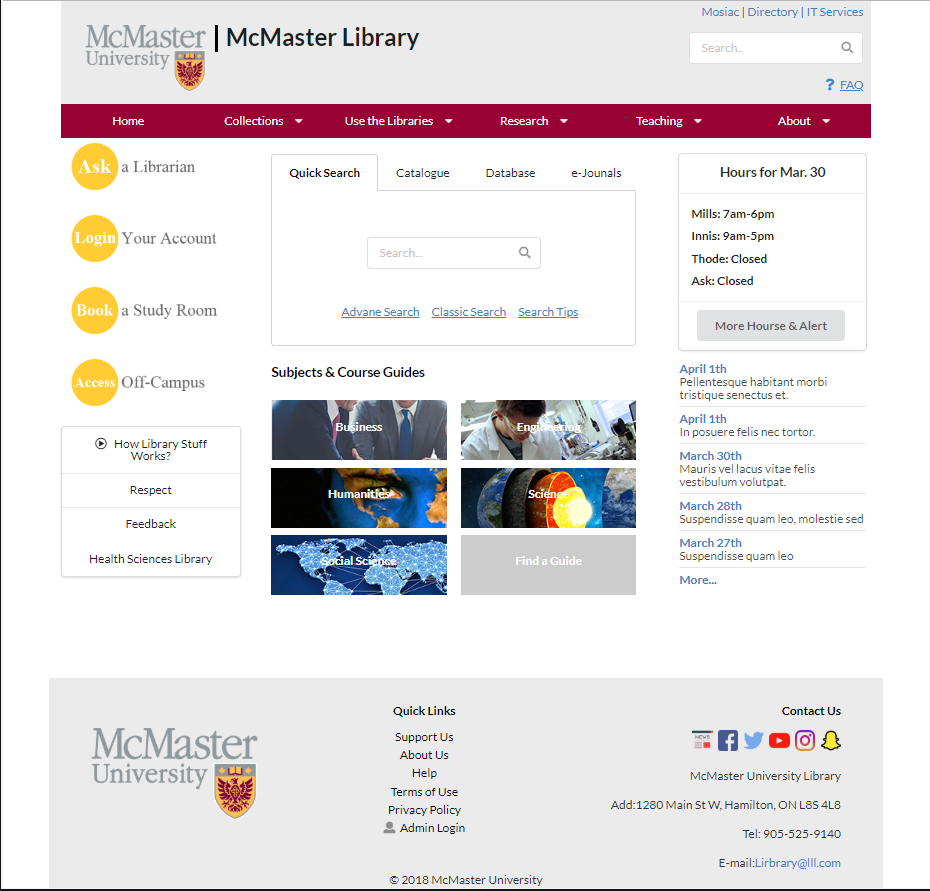 Mosiac | Directory | IT Services
McMaster
University
McMaster Library
Search..
? FAQ
Home
Collections
Use the Libraries
Research
Teaching
About
Ask a Librarian
Login Your Account
Book a Study Room
Access Off-Campus
How Library Stuff
Works?
Respect
Feedback
Health Sciences Library
Quick Search
Catalogue
Database
e-Jounals
Search...
Advane Search
Classic Search
Search Tips
Subjects & Course Guides
Business
Engineering
Humanities
Science
Social Science
Find a Guide
Hours for Mar. 30
Mills: 7am-6pm
Innis: 9am-5pm
Thode: Closed
Ask: Closed
More Hourse & Alert
April 1th
Pellentesque habitant morbi
tristique senectus et.
April 1th
In posuere felis nec tortor.
March 30th
Mauris vel lacus vitae felis
vestibulum volutpat.
March 28th
Suspendisse quam leo, molestie sed
March 27th
Suspendisse quam leo
More...
McMaster
University
Quick Links
Support Us
About Us
Help
Terms of Use
Privacy Policy
Admin Login
© 2018 McMaster University
Contact Us
NEWS
McMaster University Library
Add:1280 Main St W, Hamilton, ON L8S 4L8
Tel: 905-525-9140
E-mail:Lirbrary@lll.com